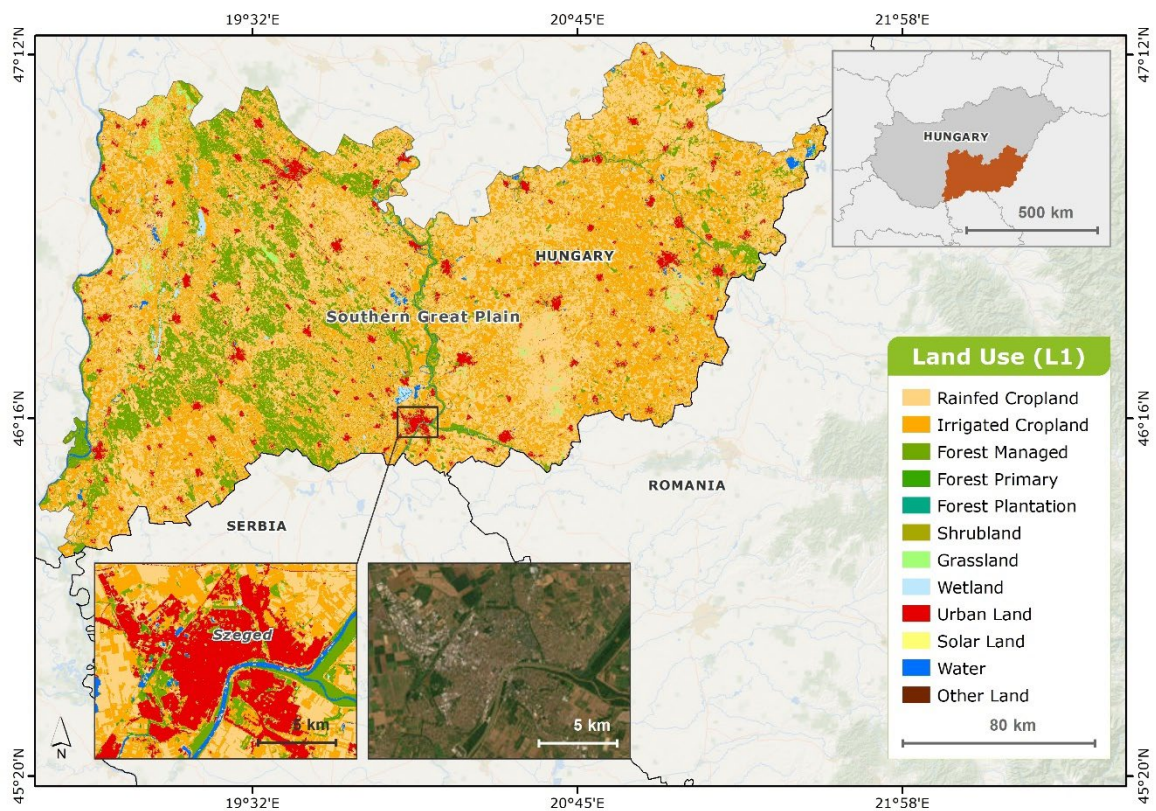 19°32'E
20°45'E
21°58'E
47°12'N
47°12'N
HUNGARY
500 km
HUNGARY
Southern Great Plain
Land Use (L1)
Rainfed Cropland
Irrigated Cropland
Forest Managed
Forest Primary
Forest Plantation
Shrubland
Grassland
Wetland
Urban Land
Solar Land
Water
Other Land
80 km
46°16'N
46°16'N
ROMANIA
SERBIA
Szeged
5 km
5 km
N
45°20'N
45°20'N
19°32'E
20°45'E
21°58'E